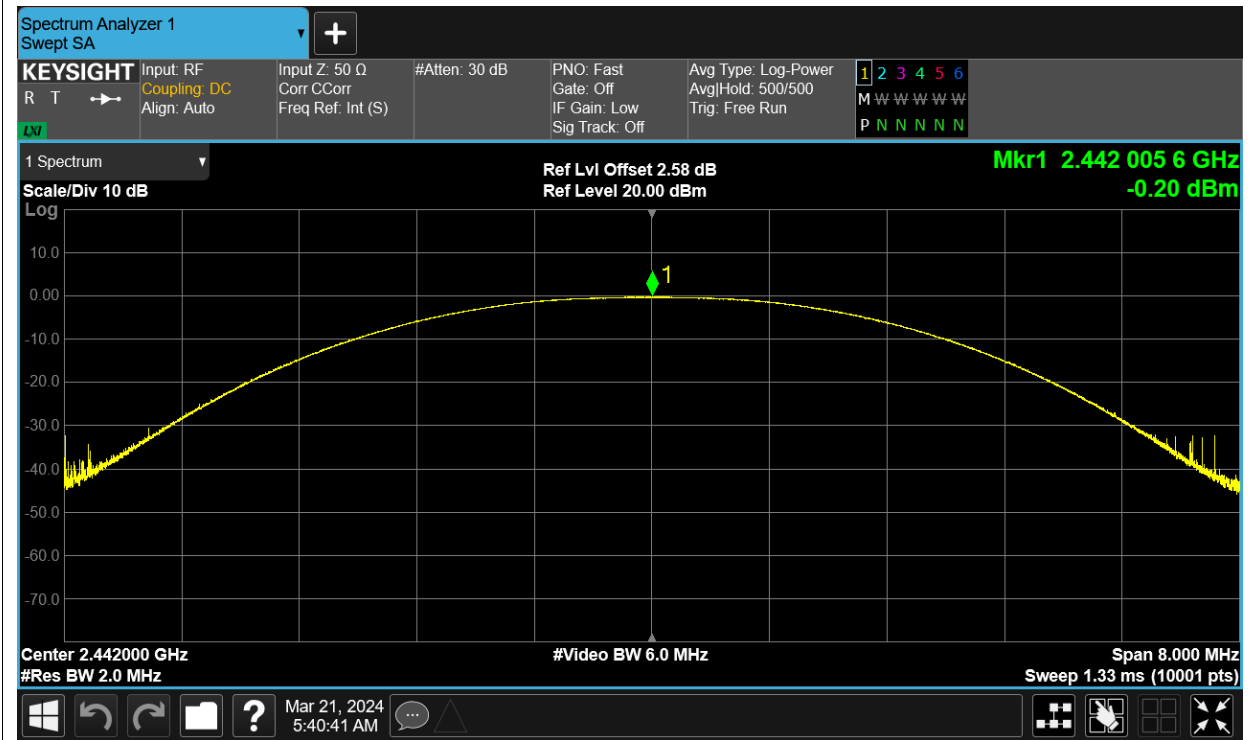 Spectrum Analyzer 1
Swept SA
KEYSIGHT
R T
LXI
Input: RF
Coupling: DC
Align: Auto
Input Z: 50 Ω
Corr CCorr
Freq Ref: Int (S)
#Atten: 30 dB
PNO: Fast
Gate: Off
IF Gain: Low
Sig Track: Off
Avg Type: Log-Power
Avg|Hold: 500/500
Trig: Free Run
1 2 3 4 5 6
M W W W W W
P N N N N N
1 Spectrum
Scale/Div 10 dB
Log
Ref Lvl Offset 2.58 dB
Ref Level 20.00 dBm
Mkr1 2.442 005 6 GHz
-0.20 dBm
10.0
0.00
-10.0
-20.0
-30.0
-40.0
-50.0
-60.0
-70.0
1
Center 2.442000 GHz
#Res BW 2.0 MHz
#Video BW 6.0 MHz
Span 8.000 MHz
Sweep 1.33 ms (10001 pts)
?
Mar 21, 2024
5:40:41 AM